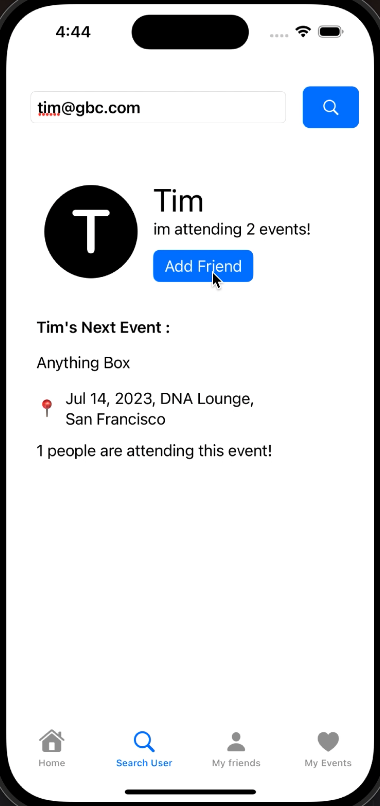 4:44
tim@gbc.com
T
Tim
im attending 2 events!
Add Friend
Tim's Next Event :
Anything Box
Jul 14, 2023, DNA Lounge,
San Francisco
1 people are attending this event!
Home
Search User
My friends
My Events